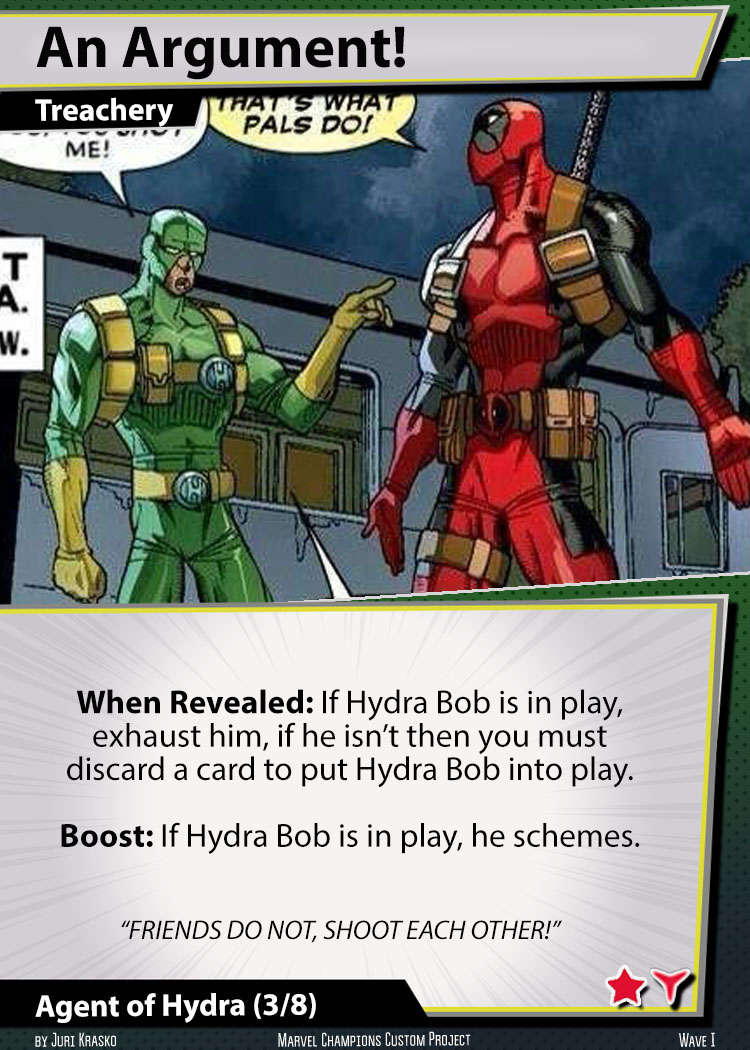 An Argument!
Treachery
ME!
THAT'S WHAT
PALS DO!
T
A.
W.
When Revealed: If Hydra Bob is in play,
exhaust him, if he isn't then you must
discard a card to put Hydra Bob into play.
Boost: If Hydra Bob is in play, he schemes.
“FRIENDS DO NOT, SHOOT EACH OTHER!”
Agent of Hydra (3/8)
by Juri Krasko
Marvel Champions Custom Project
Wave I